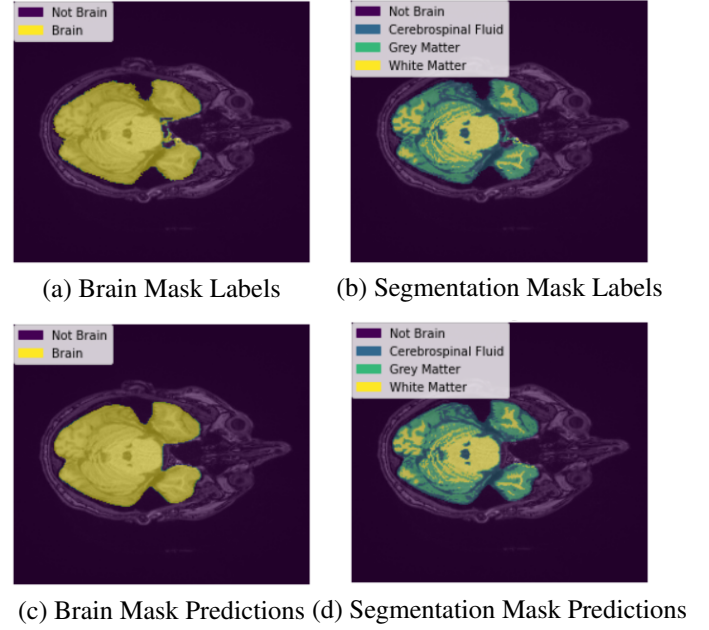 Not Brain
Brain
Not Brain
Cerebrospinal Fluid
Grey Matter
White Matter
(a) Brain Mask Labels
(b) Segmentation Mask Labels
Not Brain
Brain
Not Brain
Cerebrospinal Fluid
Grey Matter
White Matter
(c) Brain Mask Predictions
(d) Segmentation Mask Predictions